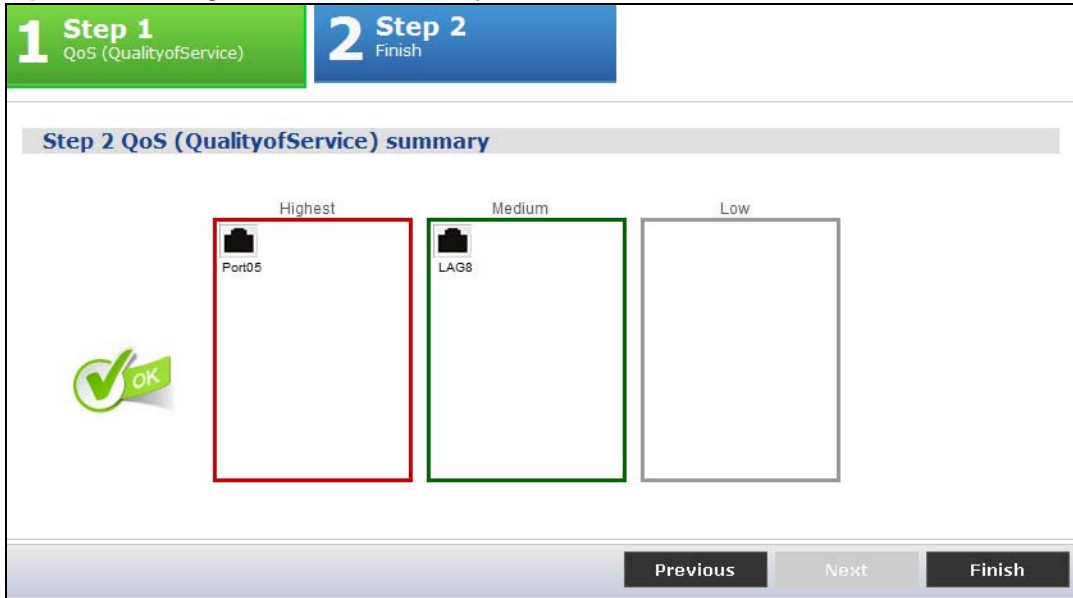 1 Step 1
QoS (QualityofService)
2 Step 2
Finish
Step 2 QoS (QualityofService) summary
Highest Medium Low
Port05 LAG8
OK
Previous Next Finish